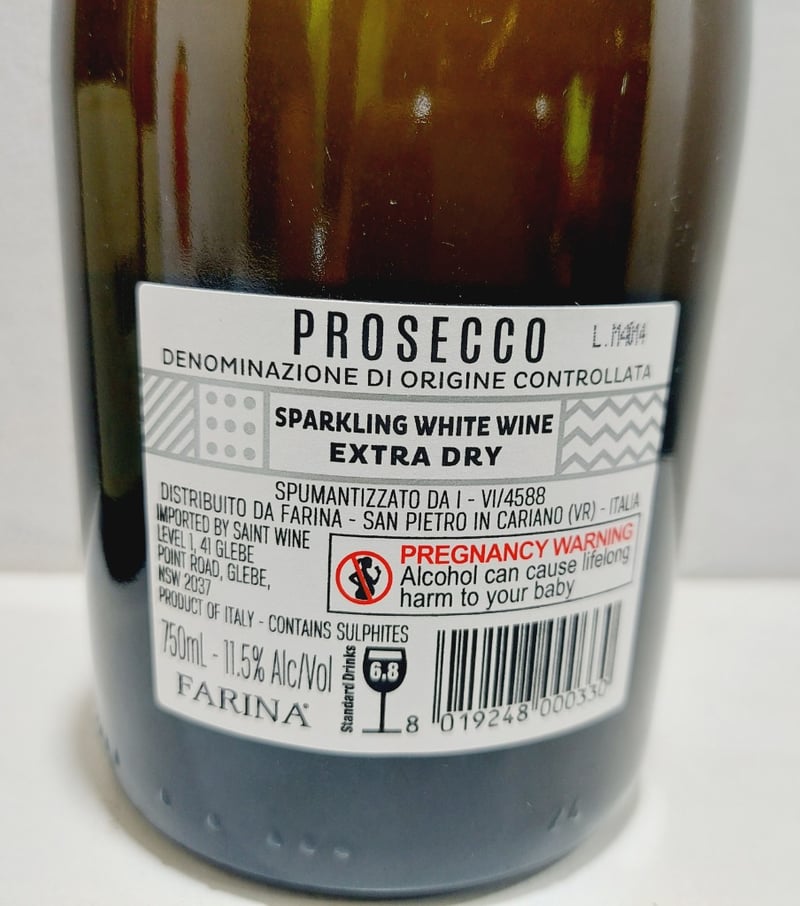 PROSECCO
DENOMINAZIONE DI ORIGINE CONTROLLATA
SPARKLING WHITE WINE
EXTRA DRY
SPUMANTIZZATO DA I - VI/4588
DISTRIBUITO DA FARINA - SAN PIETRO IN CARIANO (VR) - ITALIA
IMPORTED BY SAINT WINE
LEVEL 1, 41 GLEBE
POINT ROAD, GLEBE,
NSW 2037
PREGNANCY WARNING
Alcohol can cause lifelong
harm to your baby
PRODUCT OF ITALY - CONTAINS SULPHITES
750mL - 11.5% Alc/Vol
FARINA®
Standard Drinks
6.8
8 019248 000330